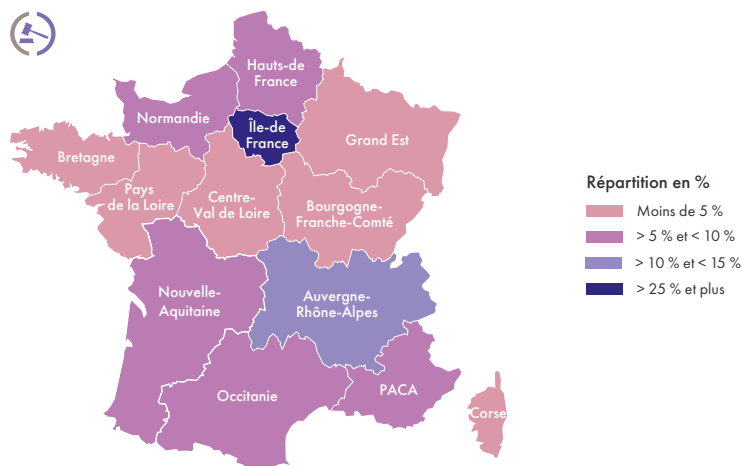 Hauts-de
France
Normandie
Île-de
France
Grand Est
Bretagne
Pays
de la Loire
Centre-
Val de Loire
Bourgogne-
Franche-Comté
Nouvelle-
Aquitaine
Auvergne-
Rhône-Alpes
Occitanie
PACA
Corse
Répartition en %
Moins de 5 %
> 5 % et < 10 %
> 10 % et < 15 %
> 25 % et plus